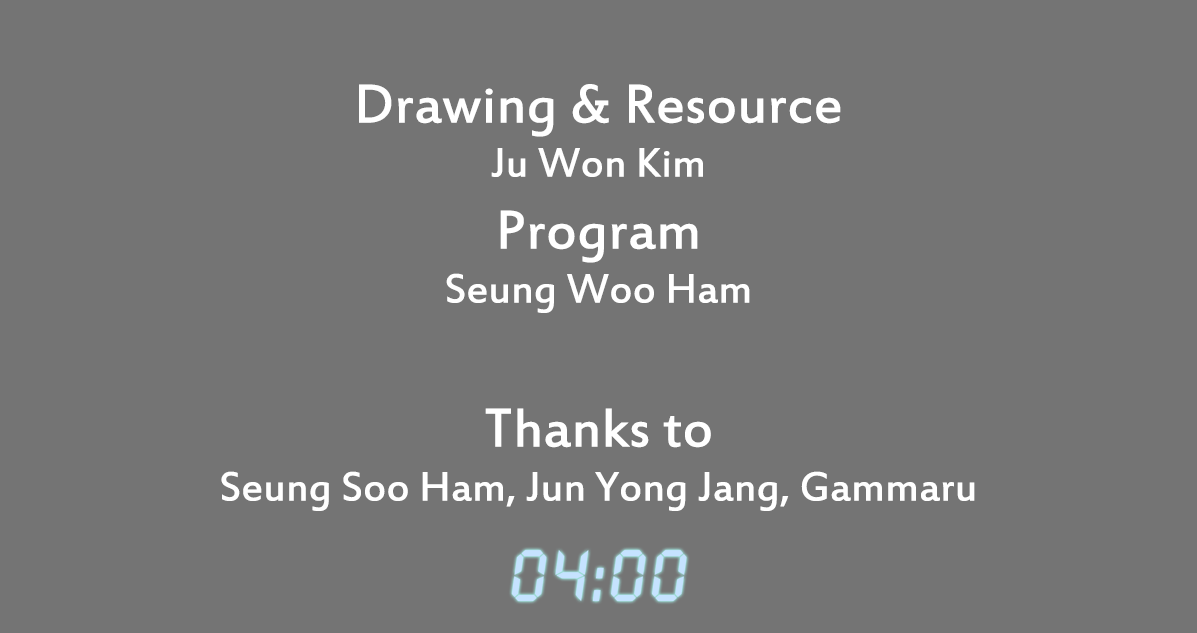 Drawing & Resource
Ju Won Kim
Program
Seung Woo Ham
Thanks to
Seung Soo Ham, Jun Yong Jang, Gammaru
04:00